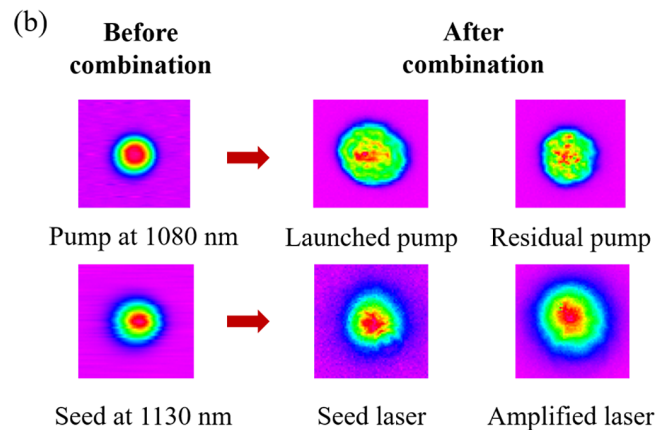 (b)
Before combination
After combination
Pump at 1080 nm
Launched pump
Residual pump
Seed at 1130 nm
Seed laser
Amplified laser